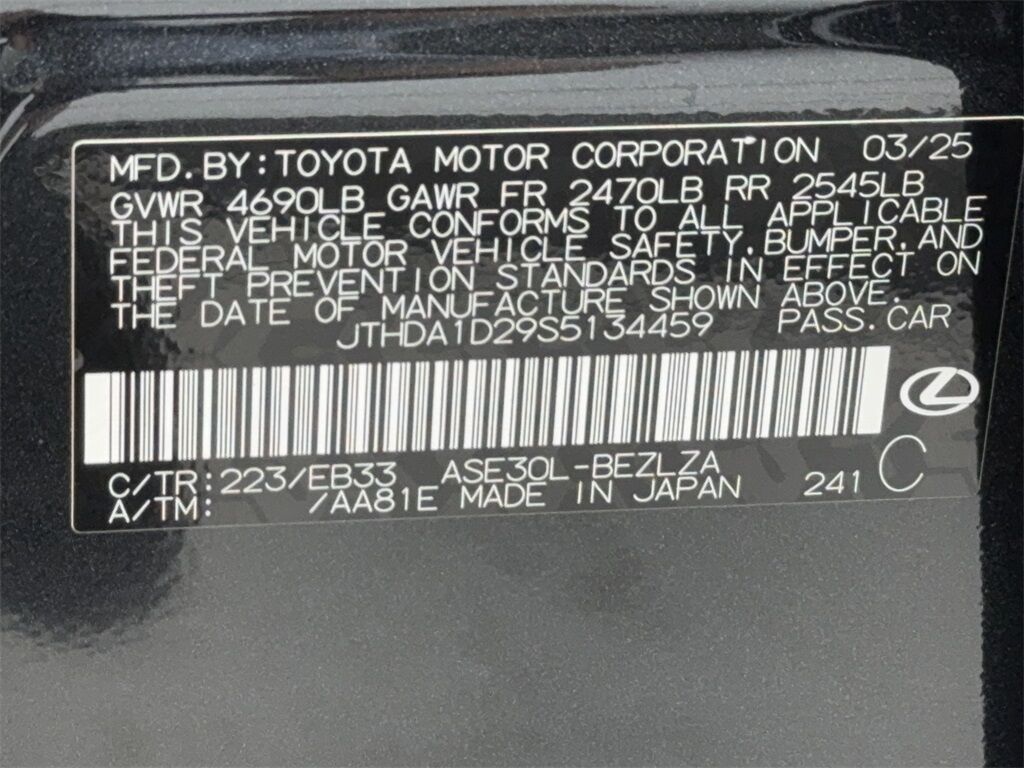 MFD. BY: TOYOTA MOTOR CORPORATION 03/25
GVWR 4690LB GAWR FR 2470LB RR 2545LB
THIS VEHICLE CONFORMS TO ALL APPLICABLE
FEDERAL MOTOR VEHICLE SAFETY, BUMPER, AND
THEFT PREVENTION STANDARDS IN EFFECT ON
THE DATE OF MANUFACTURE SHOWN ABOVE.
JTHDA1D29S5134459 PASS. CAR
C/TR: 223/EB33 ASE30L-BEZLZA
A/TM: /AA81E MADE IN JAPAN 241 C